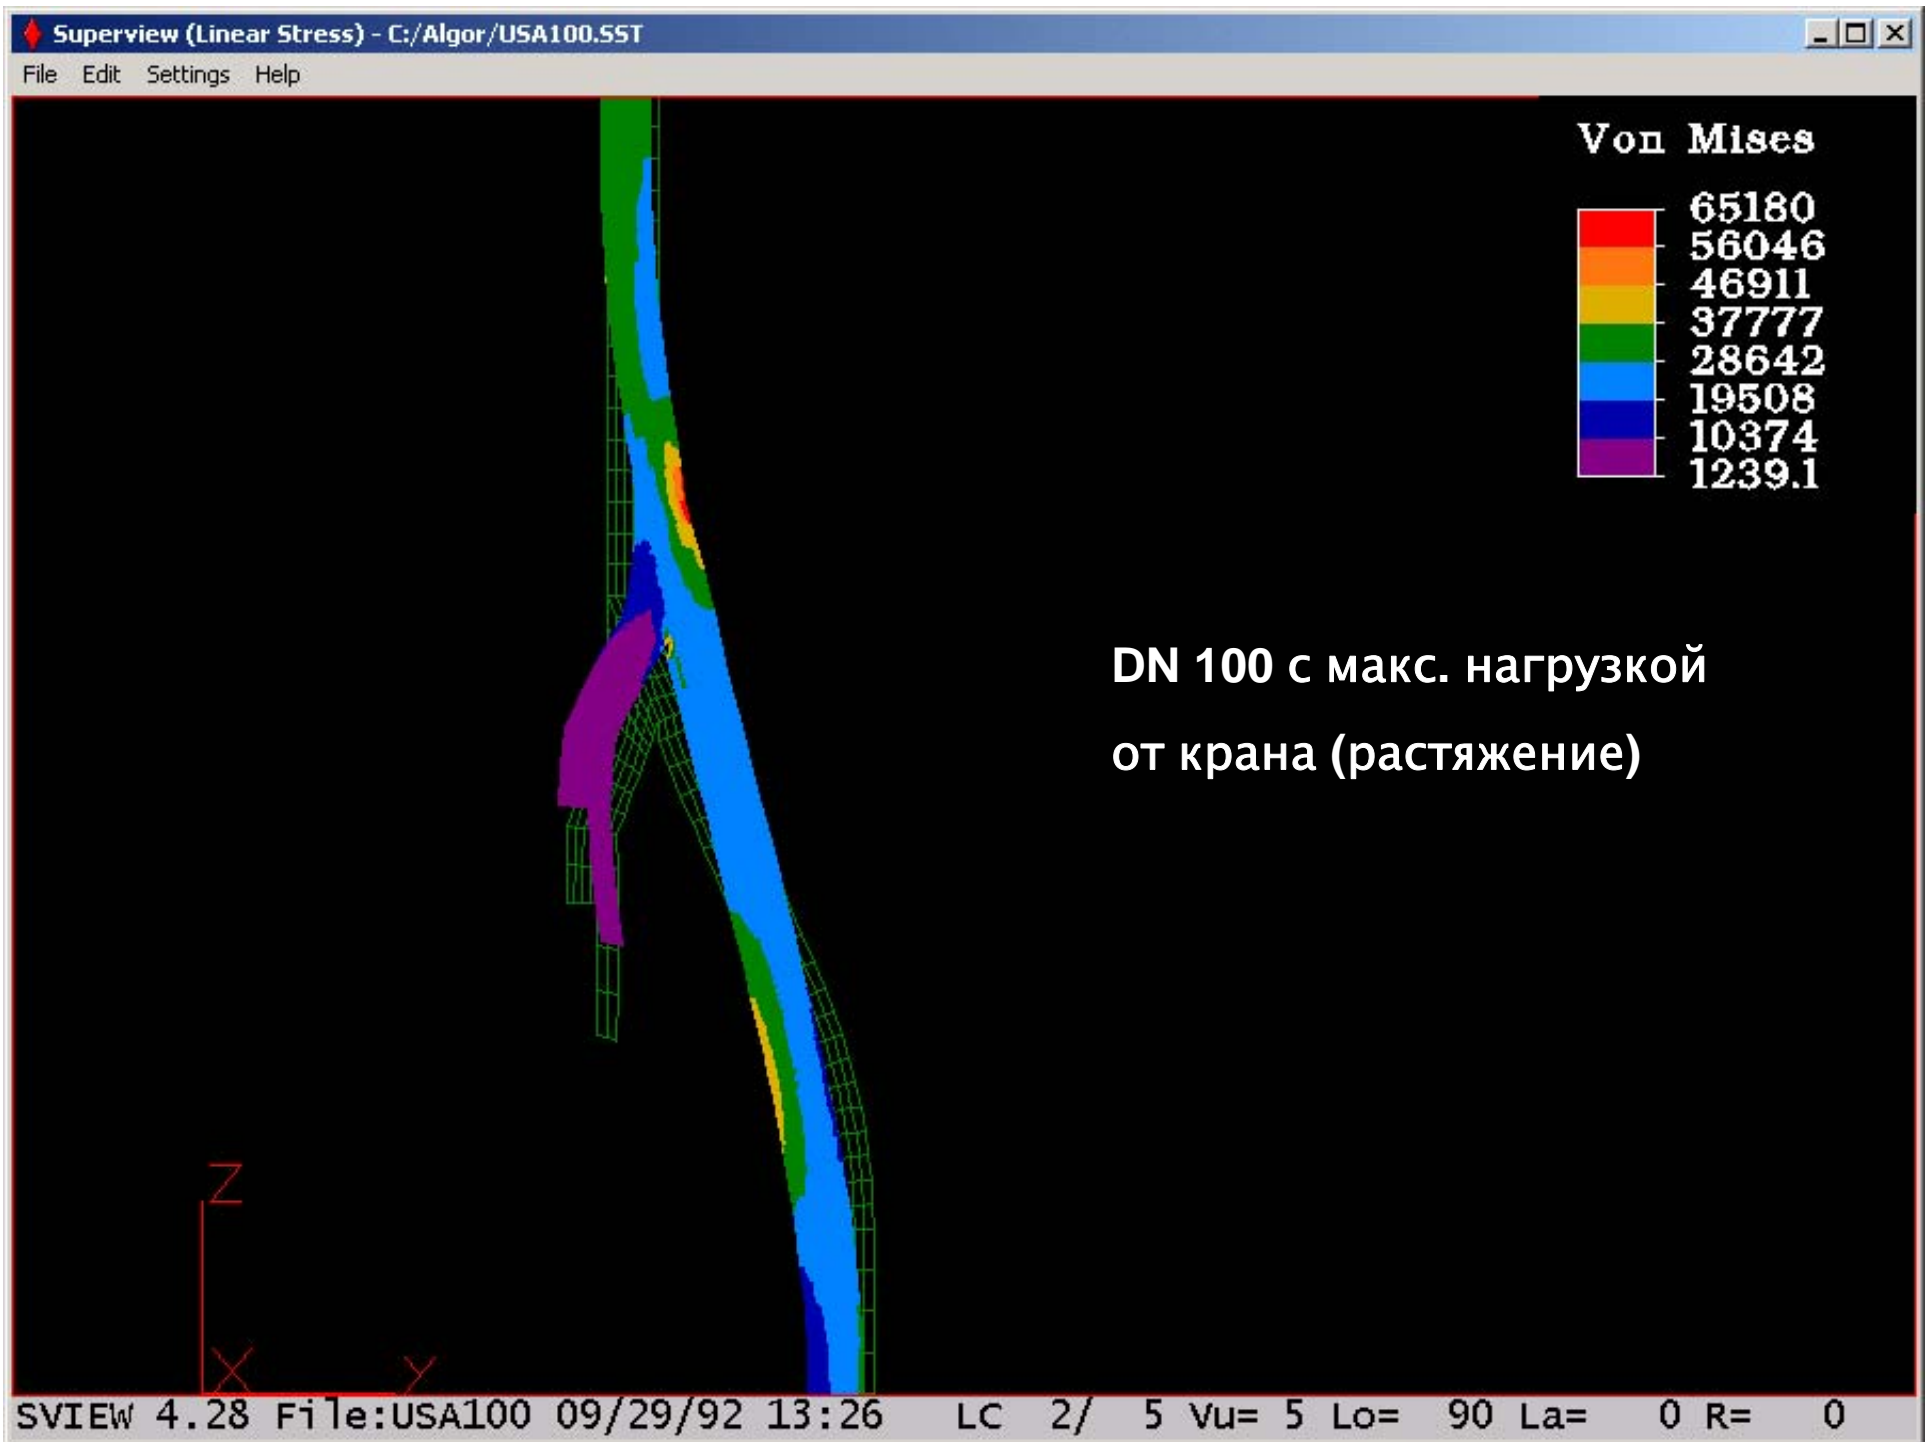 Superview (Linear Stress) - C:/Algor/USA100.SST
File Edit Settings Help
Von Mises
65180
56046
46911
37777
28642
19508
10374
1239.1
DN 100 с макс. нагрузкой
от крана (растяжение)
Z
X Y
SVIEW 4.28 File:USA100 09/29/92 13:26 LC 2/ 5 Vu= 5 Lo= 90 La= 0 R= 0